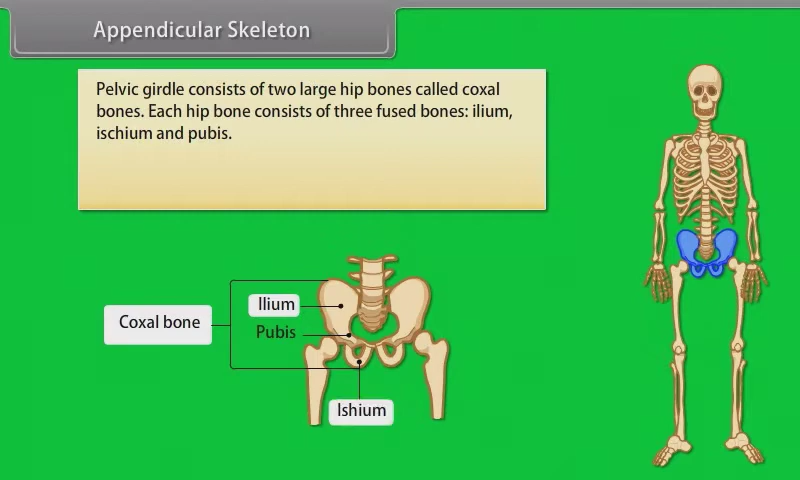 Appendicular Skeleton
Pelvic girdle consists of two large hip bones called coxal
bones. Each hip bone consists of three fused bones: ilium,
ischium and pubis.
Ilium
Coxal bone
Pubis
Ishium